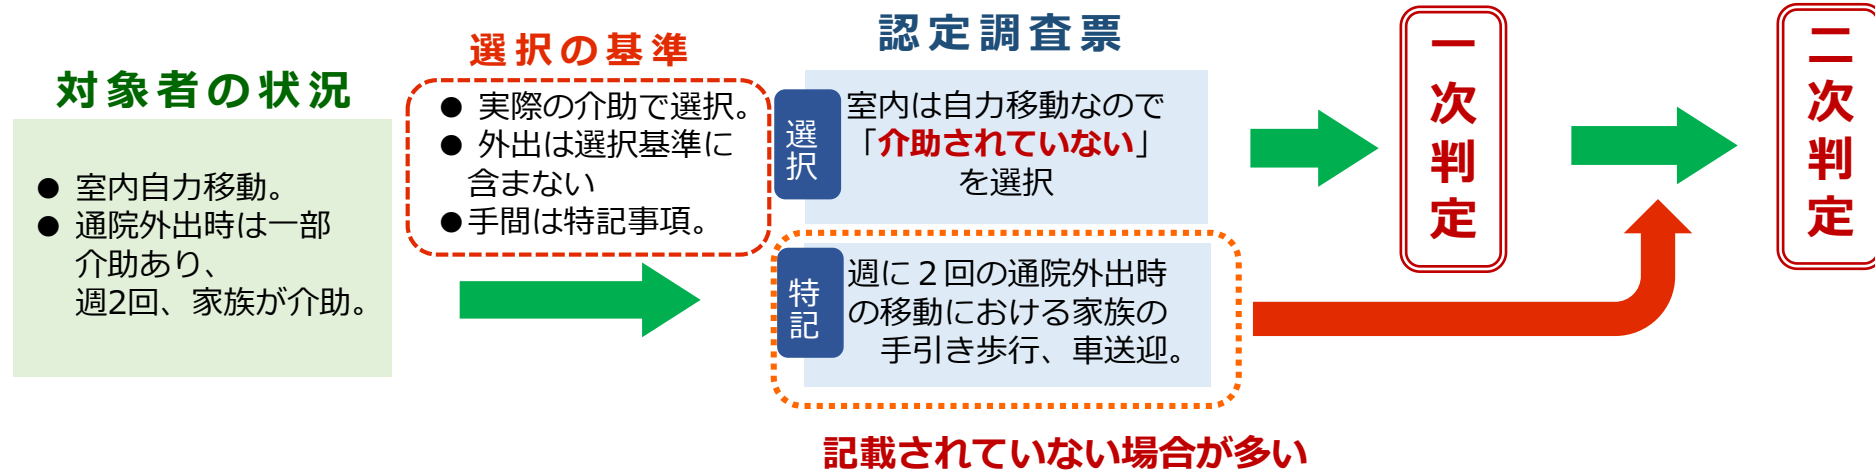 対象者の状況
● 室内自力移動。
● 通院外出時は一部
介助あり、
週2回、家族が介助。
選択の基準
● 実際の介助で選択。
● 外出は選択基準に
含まない
●手間は特記事項。
認定調査票
選択
室内は自力移動なので
「介助されていない」
を選択
特記
週に２回の通院外出時
の移動における家族の
手引き歩行、車送迎。
記載されていない場合が多い
一次判定
二次判定